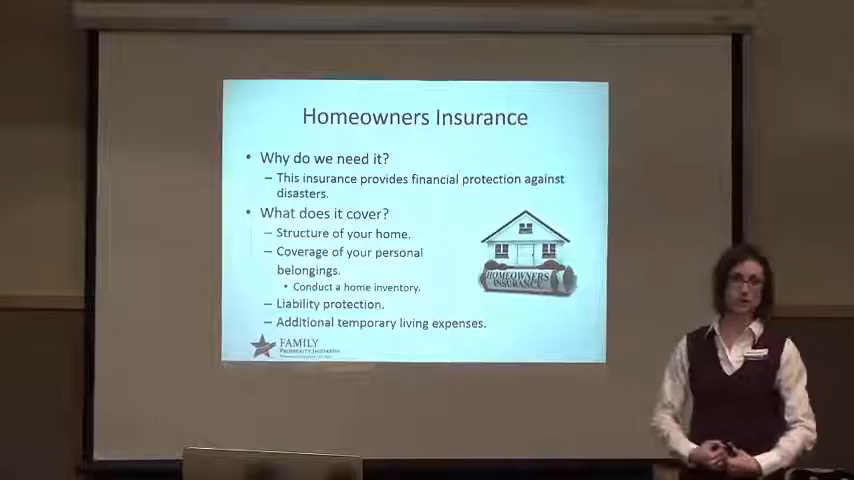 Homeowners Insurance
• Why do we need it?
– This insurance provides financial protection against
disasters.
• What does it cover?
– Structure of your home.
– Coverage of your personal
belongings.
• Conduct a home inventory.
– Liability protection.
– Additional temporary living expenses.
HOMEOWNERS
INSURANCE
FAMILY
PROSPERITY INITIATIVE